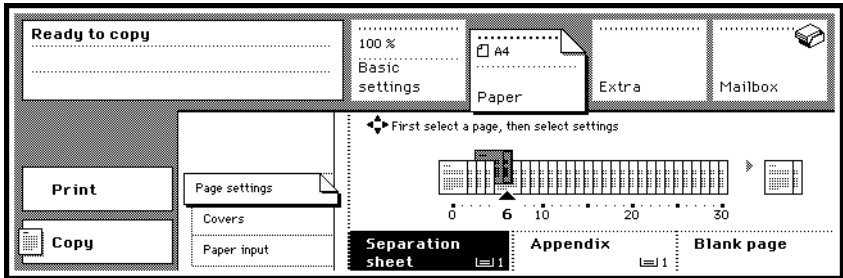 Ready to copy
100 %
Basic
settings
A4
Paper
Extra
Mailbox
First select a page, then select settings
Print
Page settings
Covers
Copy
Paper input
0 6 10 20 30
Separation
sheet 1
Appendix
1
Blank page